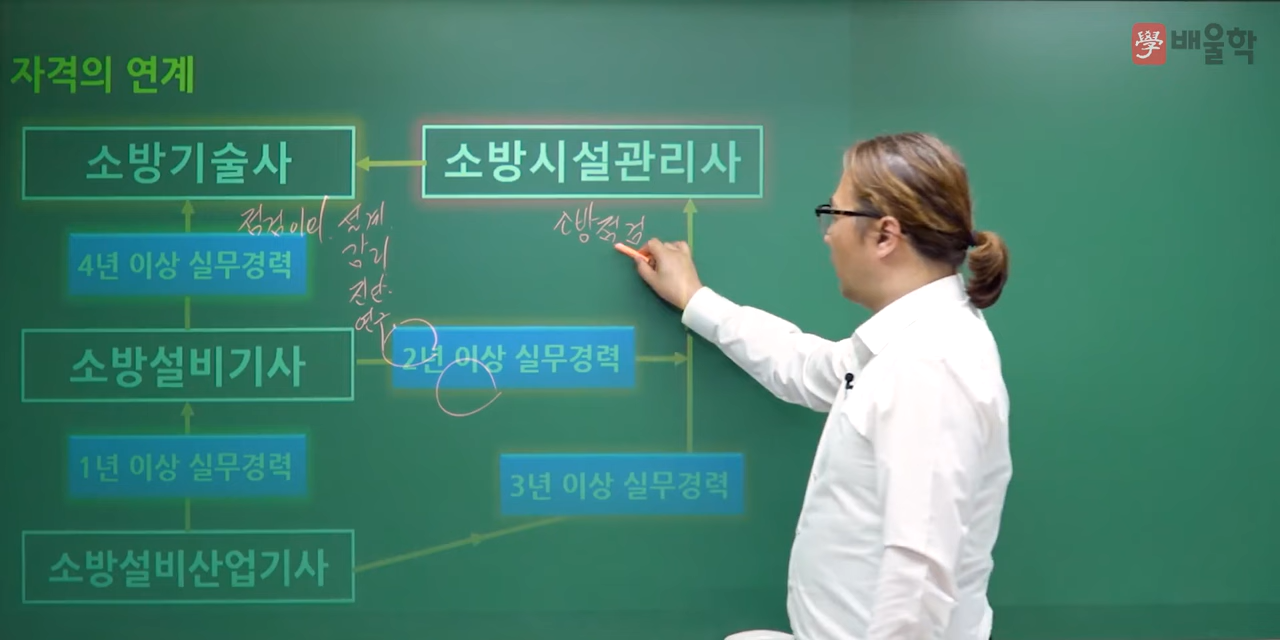 學 배울학
자격의 연계
소방기술사
소방시설관리사
점검이외 설계
감리
진단
연구
소방점검
4년 이상 실무경력
소방설비기사
2년 이상 실무경력
1년 이상 실무경력
3년 이상 실무경력
소방설비산업기사